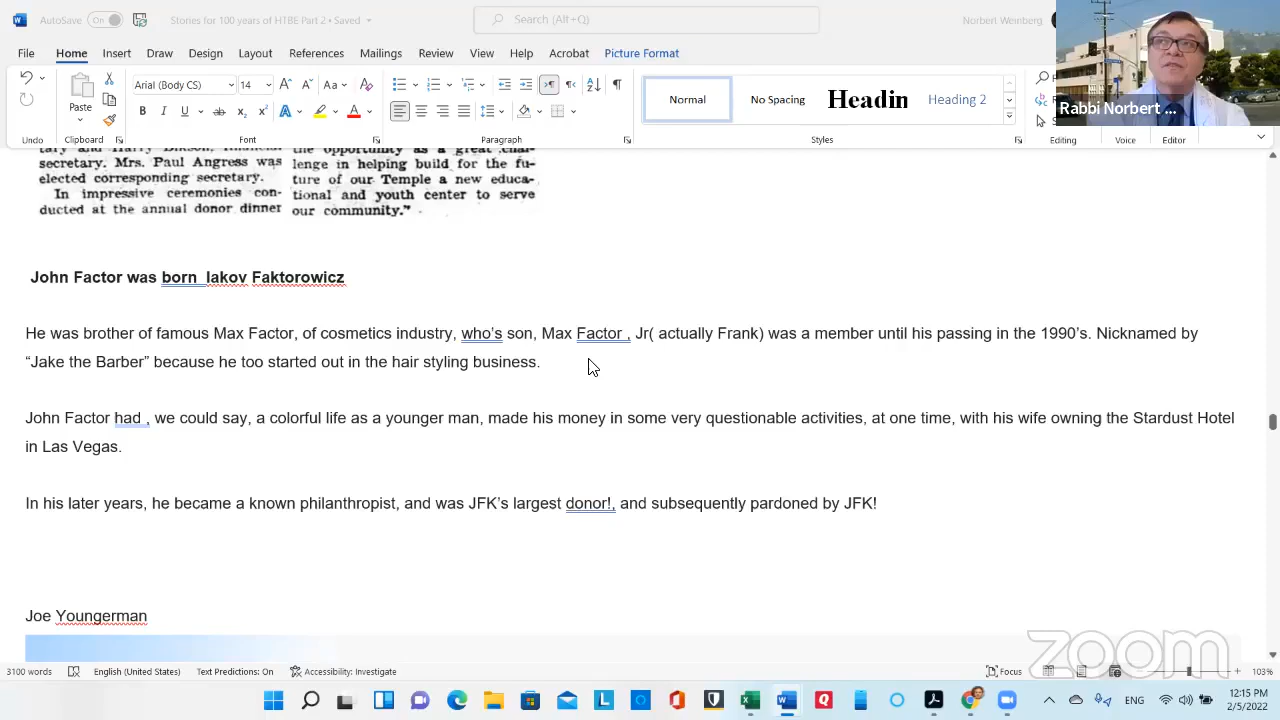 AutoSave Off Stories for 100 years of H1BE Part 2 • Saved Search (Alt+Q) Norbert Weinberg
File Home Insert Draw Design Layout References Mailings Review View Help Acrobat Picture Format
Paste Arial (Body CS) 14 Aa Normal No Spacing Headin Heading 2
Rabbi Norbert ...
Undo Clipboard Font Paragraph Styles Editing Voice Editor
secretary. Mrs. Paul Angress was
elected corresponding secretary.
In impressive ceremonies con-
ducted at the annual donor dinner
the opportunity as a great chal-
lenge in helping build for the fu-
ture of our Temple a new educa-
tional and youth center to serve
our community."
John Factor was born Iakov Faktorowicz
He was brother of famous Max Factor, of cosmetics industry, who's son, Max Factor , Jr( actually Frank) was a member until his passing in the 1990's. Nicknamed by
“Jake the Barber” because he too started out in the hair styling business.
John Factor had , we could say, a colorful life as a younger man, made his money in some very questionable activities, at one time, with his wife owning the Stardust Hotel
in Las Vegas.
In his later years, he became a known philanthropist, and was JFK's largest donor!, and subsequently pardoned by JFK!
Joe Youngerman
zoom
3100 words English (United States) Text Predictions: On Accessibility: Investigate Focus 103%
12:15 PM
2/5/2022